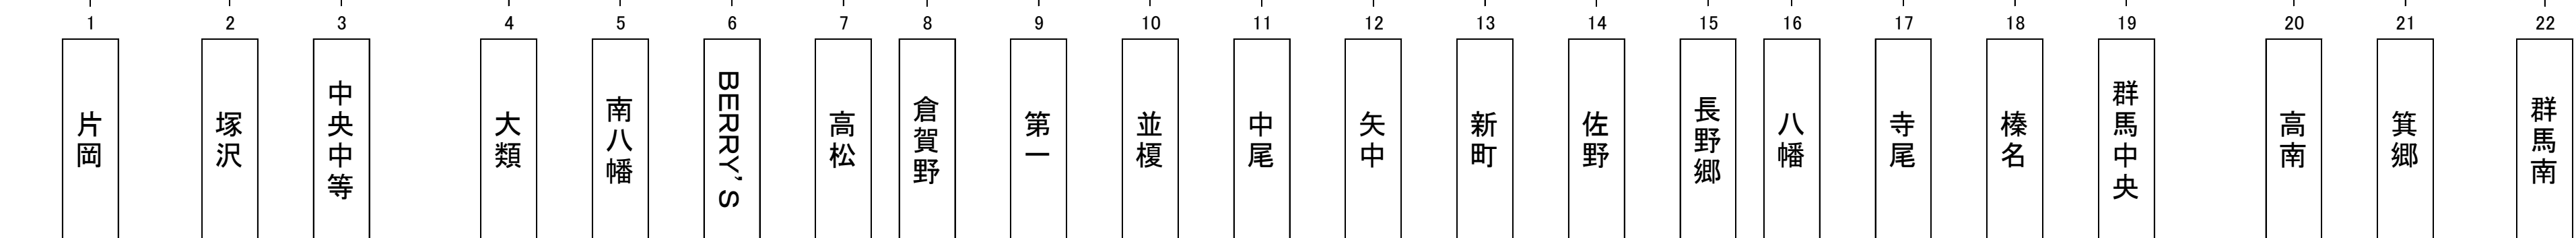 1 2 3 4 5 6 7 8 9 10 11 12 13 14 15 16 17 18 19 20 21 22
片岡
塚沢
中央中等
大類
南八幡
BERRY'S
高松
倉賀野
第一
並榎
中尾
矢中
新町
佐野
長野郷
八幡
寺尾
榛名
群馬中央
高南
箕郷
群馬南